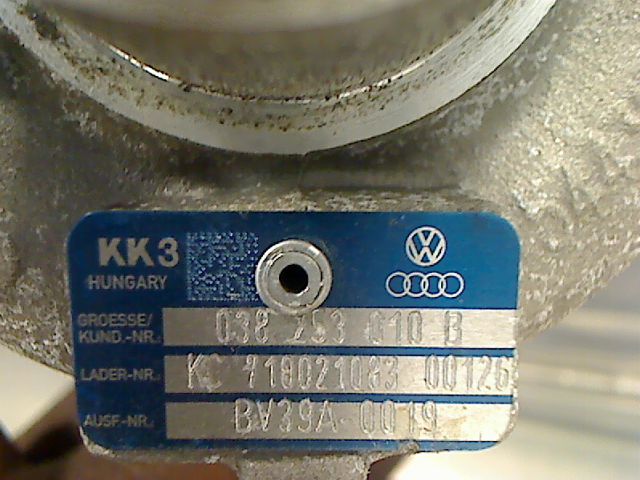 KK3
HUNGARY
GROESSE/
KUND.-NR.: 038 253 010 B
LADER-NR.: KC 718021083 00126
AUSF-NR.: BV39A-0019